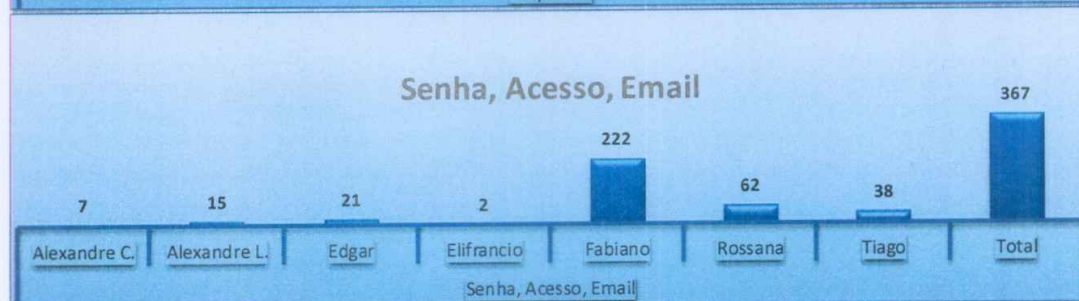 Senha, Acesso, Email
7 15 21 2 222 62 38 367
Alexandre C. Alexandre L. Edgar Elifrancio Fabiano Rossana Tiago Total
Senha, Acesso, Email